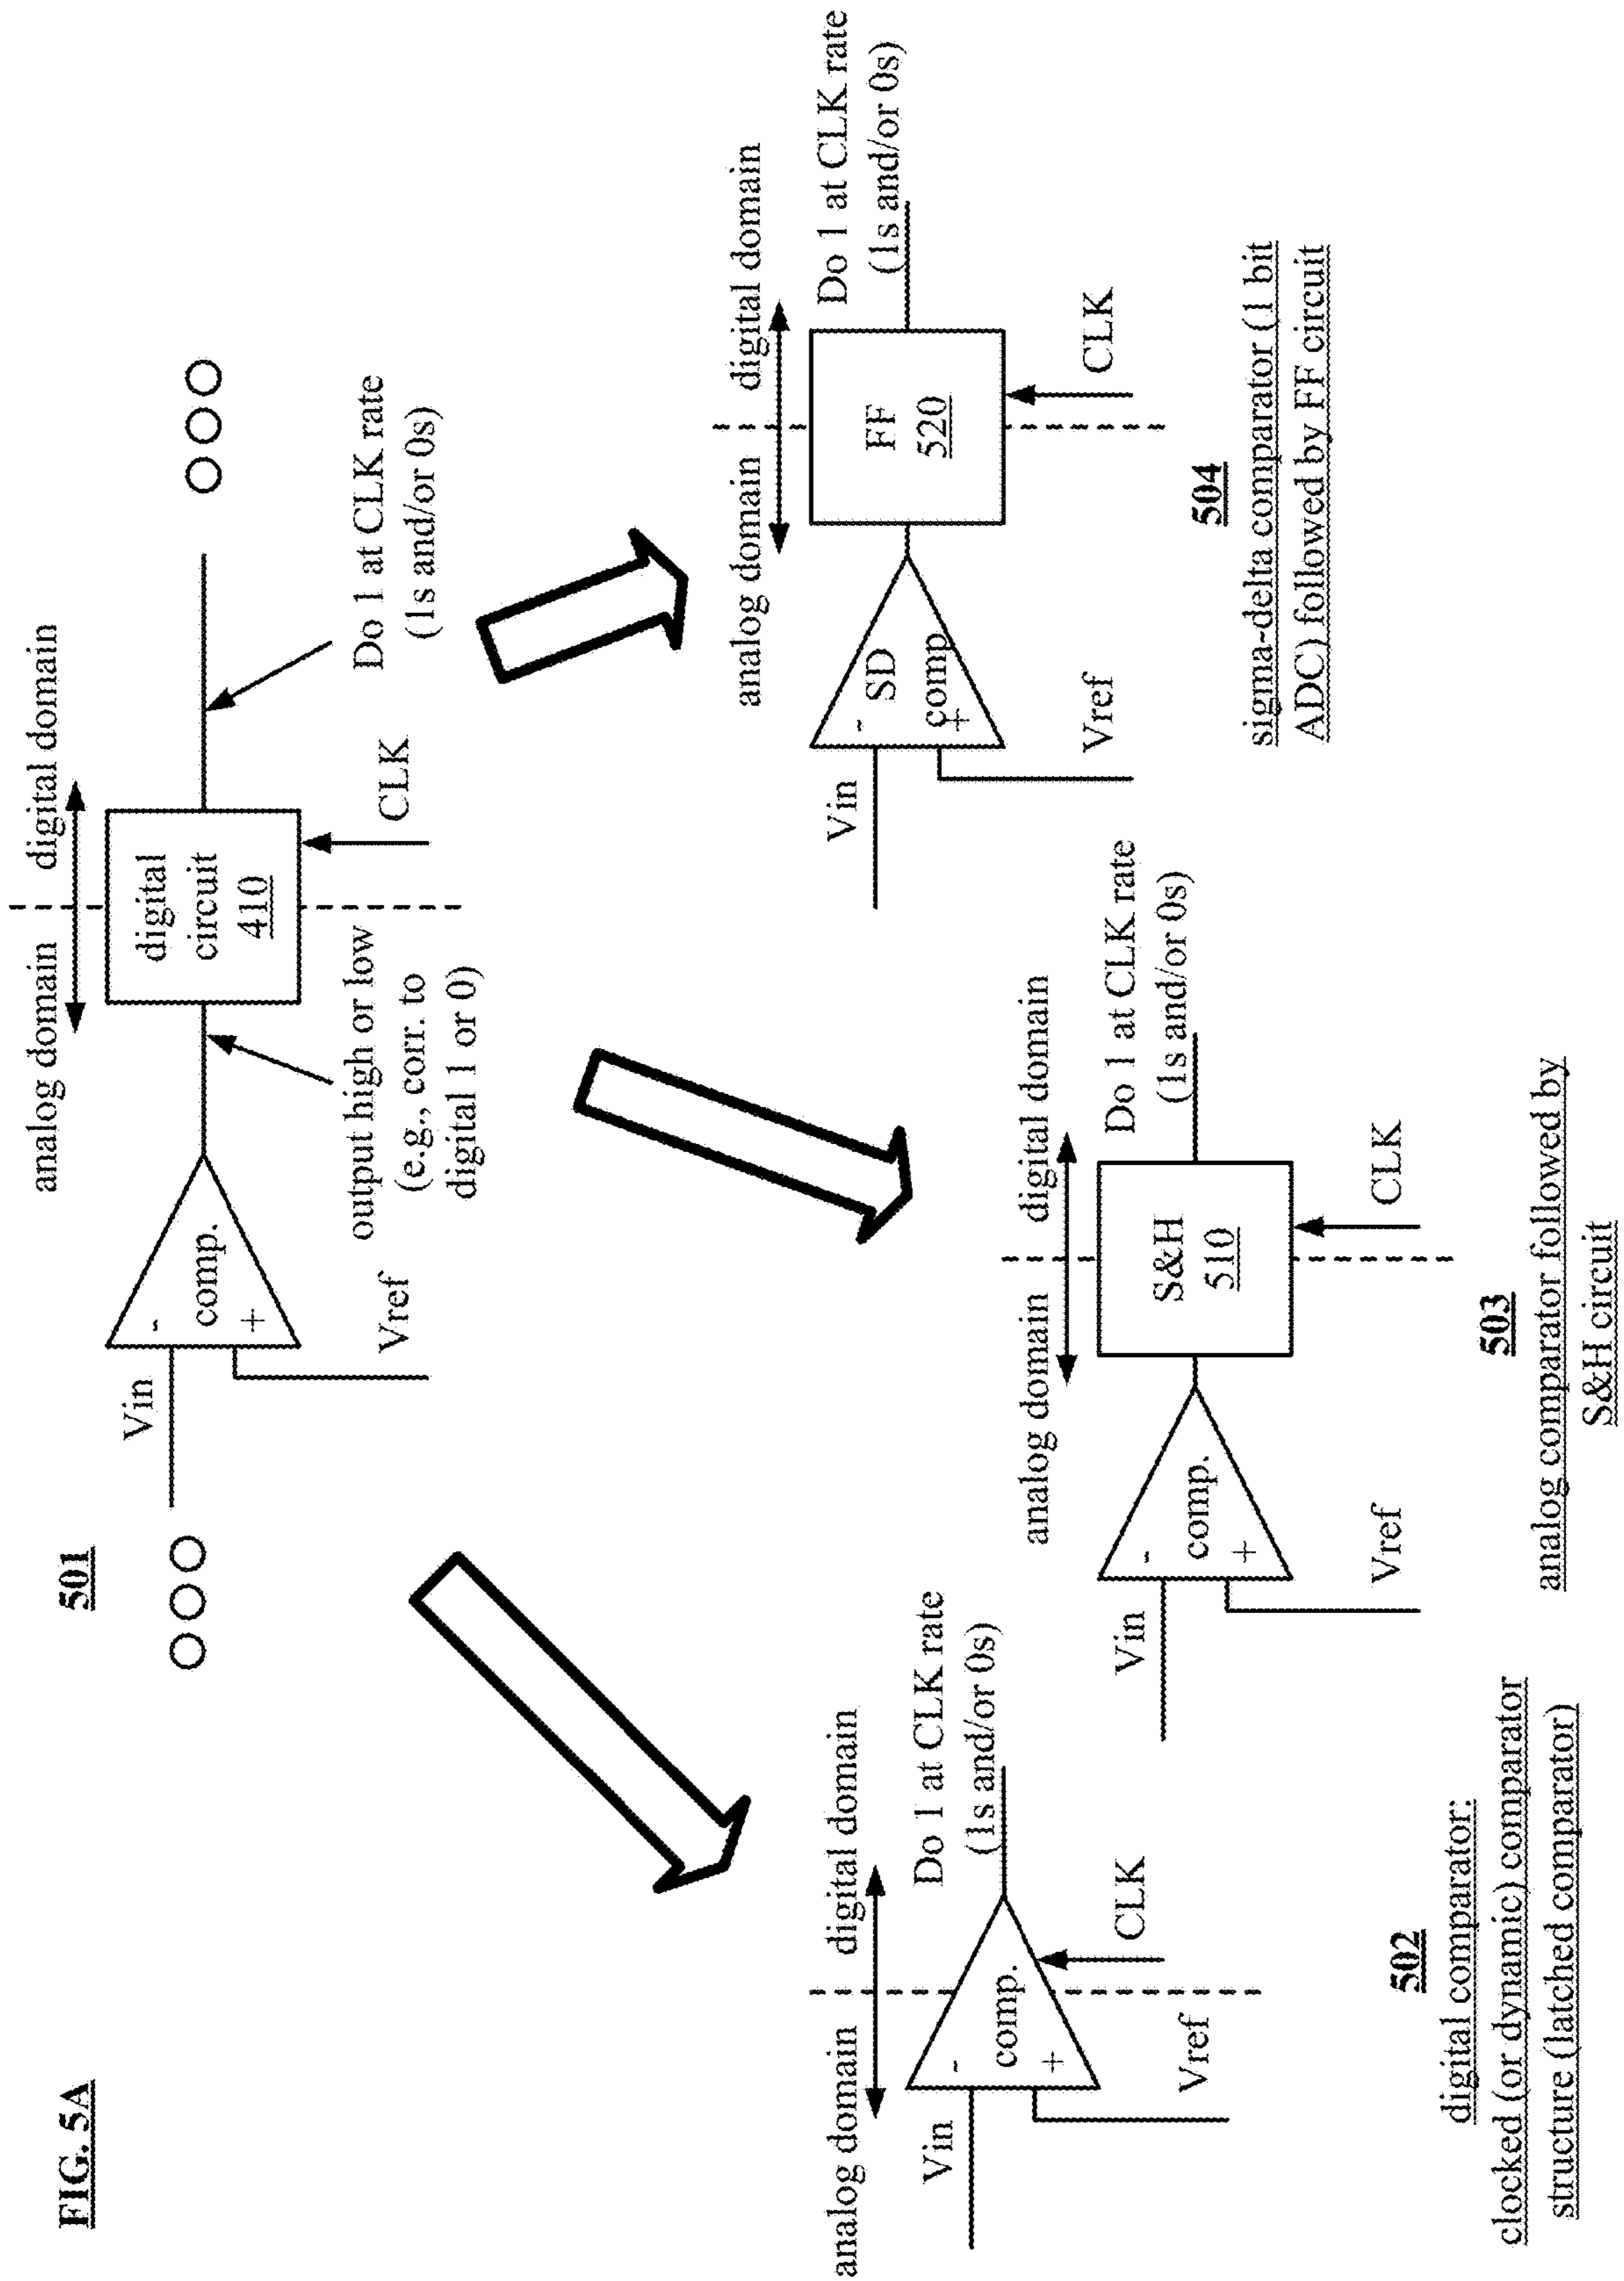 FIG. 5A
501
analog domain
digital domain
Vin
-
comp.
+
Vref
digital
circuit
410
CLK
output high or low
(e.g., corr. to
digital 1 or 0)
Do 1 at CLK rate
(1s and/or 0s)
analog domain
digital domain
Vin
-
comp.
+
Vref
CLK
Do 1 at CLK rate
(1s and/or 0s)
502
digital comparator:
clocked (or dynamic) comparator
structure (latched comparator)
analog domain
digital domain
Vin
-
comp.
+
Vref
S&H
510
CLK
Do 1 at CLK rate
(1s and/or 0s)
503
analog comparator followed by
S&H circuit
analog domain
digital domain
Vin
-
SD
comp
+
Vref
FF
520
CLK
Do 1 at CLK rate
(1s and/or 0s)
504
sigma-delta comparator (1 bit
ADC) followed by FF circuit